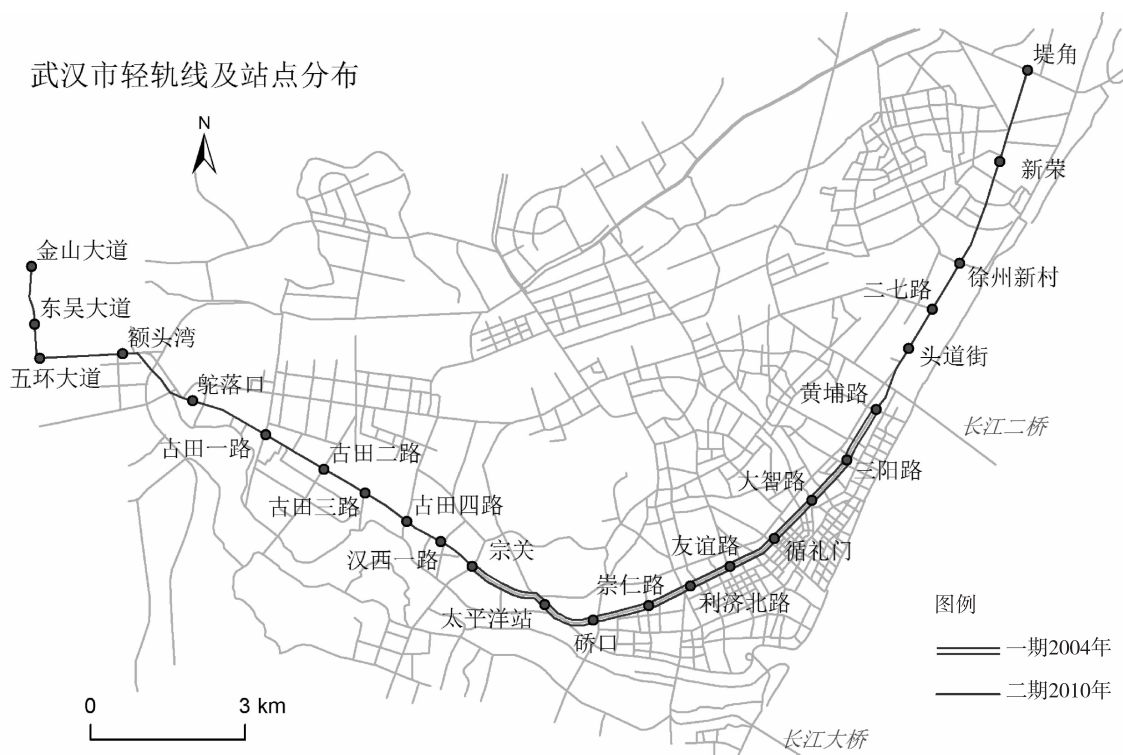 武汉市轻轨线及站点分布
N
堤角
新荣
徐州新村
二七路
头道街
黄埔路
长江二桥
三阳路
大智路
循礼门
友谊路
利济北路
崇仁路
硚口
太平洋站
宗关
汉西一路
古田四路
古田三路
古田二路
古田一路
舵落口
额头湾
五环大道
东吴大道
金山大道
图例
一期2004年
二期2010年
0 3 km
长江大桥